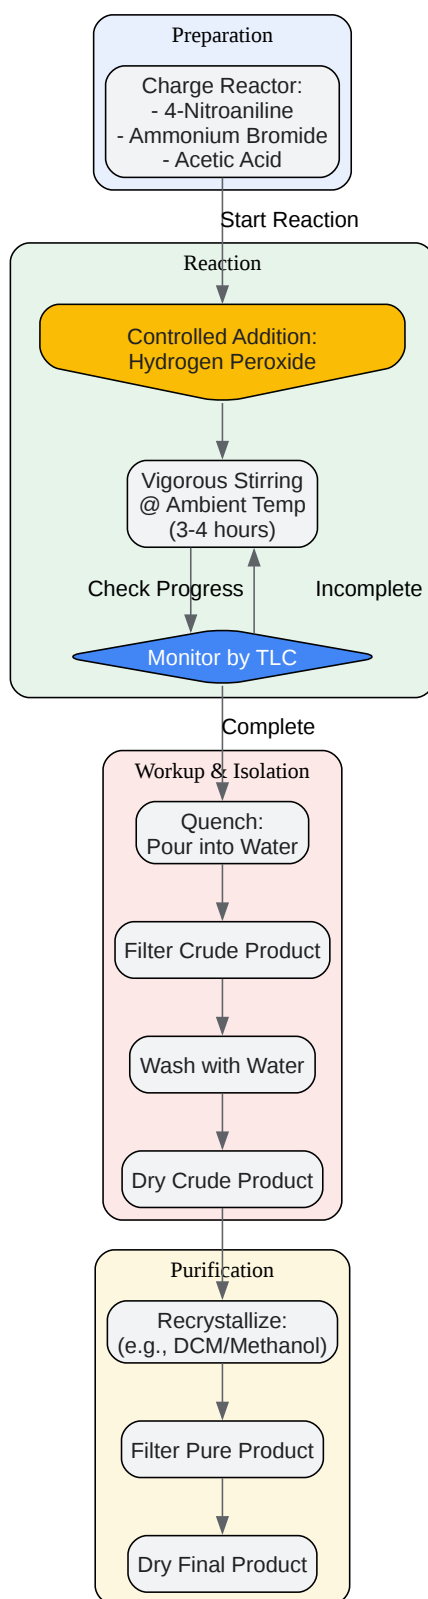 Preparation
Charge Reactor:
- 4-Nitroaniline
- Ammonium Bromide
- Acetic Acid
Start Reaction
Reaction
Controlled Addition:
Hydrogen Peroxide
Vigorous Stirring
@ Ambient Temp
(3-4 hours)
Check Progress
Incomplete
Monitor by TLC
Complete
Workup & Isolation
Quench:
Pour into Water
Filter Crude Product
Wash with Water
Dry Crude Product
Purification
Recrystallize:
(e.g., DCM/Methanol)
Filter Pure Product
Dry Final Product